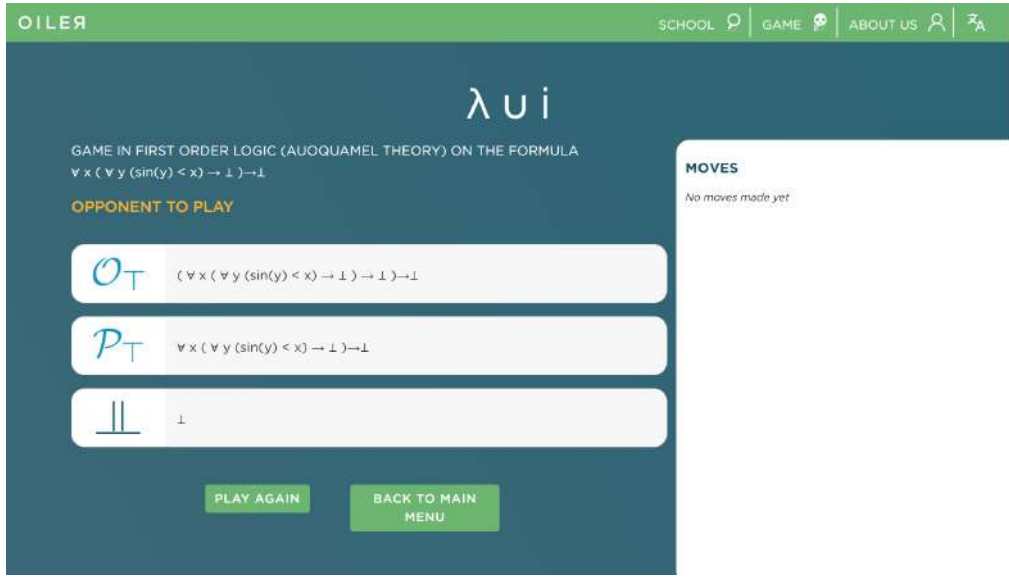 OILEЯ
SCHOOL
GAME
ABOUT US
λ υ i
GAME IN FIRST ORDER LOGIC (AUOQUAMEL THEORY) ON THE FORMULA
∀ x ( ∀ y (sin(y) < x) → ⊥ )→⊥
OPPONENT TO PLAY
MOVES
No moves made yet
𝒪⊤
( ∀ x ( ∀ y (sin(y) < x) → ⊥ ) → ⊥ )→⊥
𝒫⊤
∀ x ( ∀ y (sin(y) < x) → ⊥ )→⊥
⊥
PLAY AGAIN
BACK TO MAIN
MENU